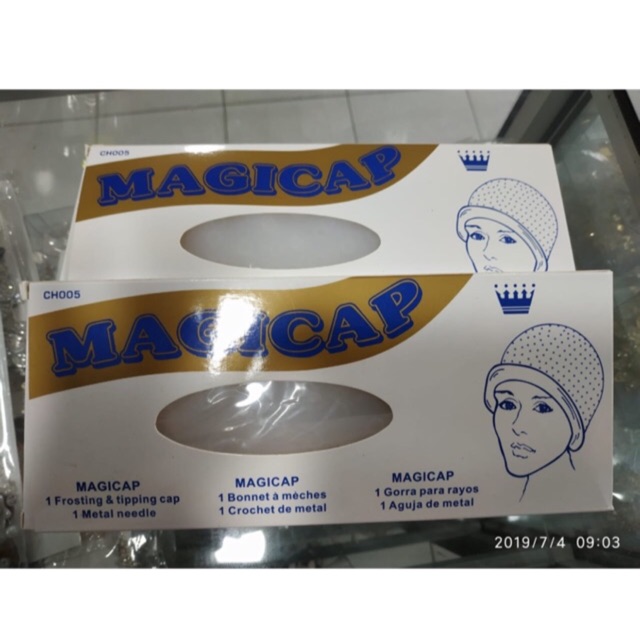 CH005
MAGICAP
CH005
MAGICAP
MAGICAP
1 Frosting & tipping cap
1 Metal needle
MAGICAP
1 Bonnet à mèches
1 Crochet de metal
MAGICAP
1 Gorra para rayos
1 Aguja de metal
2019/7/4 09:03